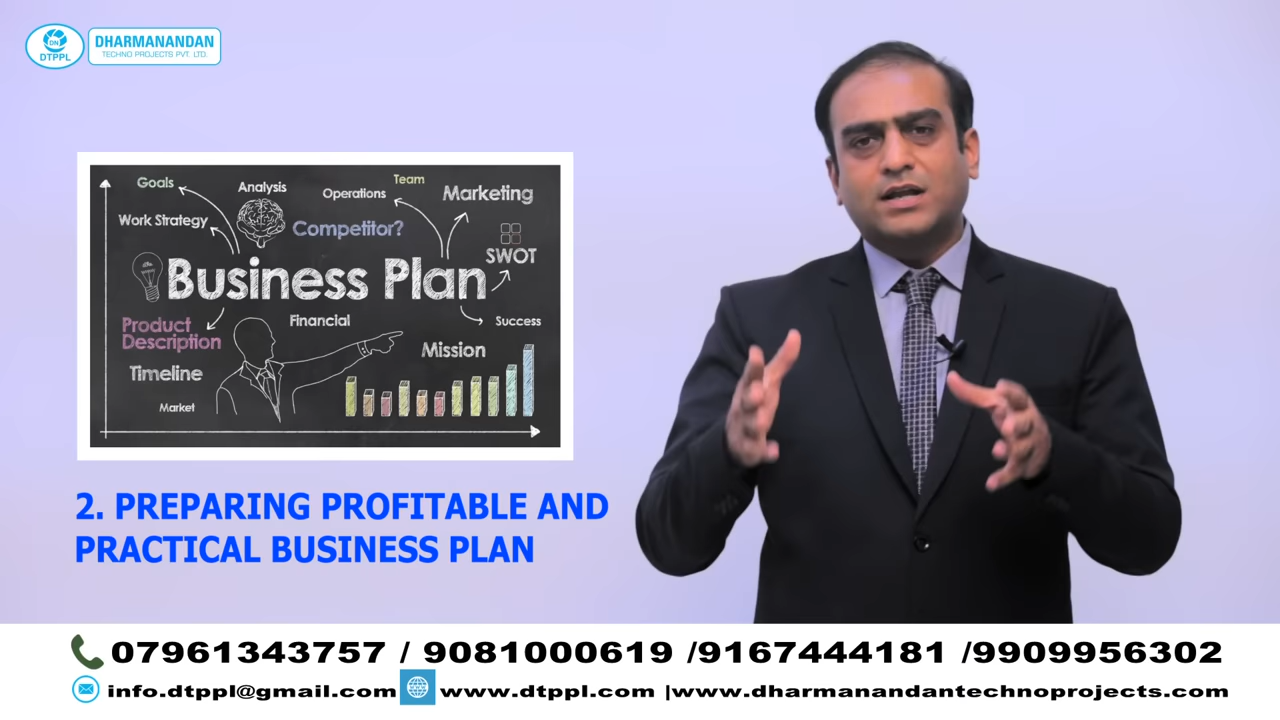 DN
DTPPL
DHARMANANDAN
TECHNO PROJECTS PVT. LTD.
Goals
Analysis
Operations
Team
Marketing
Work Strategy
Competitor?
SWOT
Business Plan
Product
Description
Financial
Success
Mission
Timeline
Market
2. PREPARING PROFITABLE AND
PRACTICAL BUSINESS PLAN
07961343757 / 9081000619 /9167444181 /9909956302
info.dtppl@gmail.com www.dtppl.com |www.dharmanandantechnoprojects.com